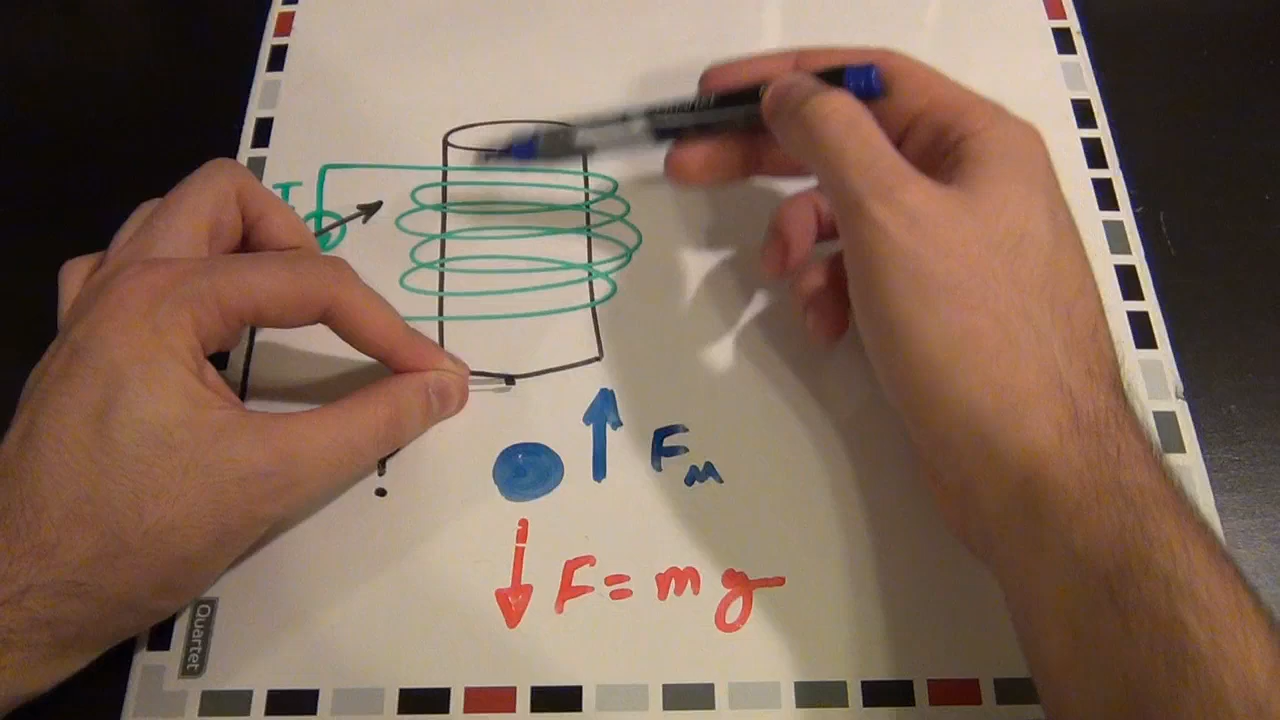 I
F_M
F = mg
Quartet